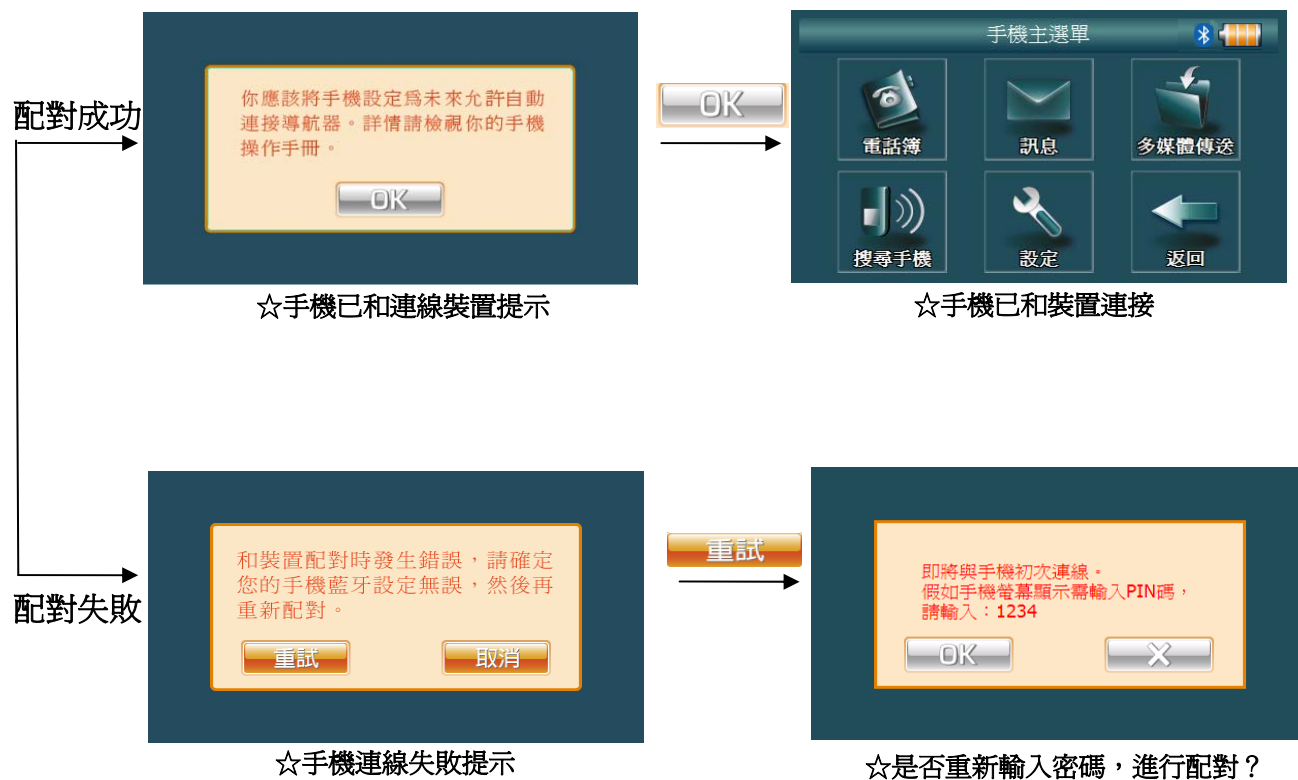 配對成功
你應該將手機設定爲未來允許自動
連接導航器。詳情請檢視你的手機
操作手冊。
OK
☆手機已和連線裝置提示
OK
手機主選單
電話簿
訊息
多媒體傳送
搜尋手機
設定
返回
☆手機已和裝置連接
配對失敗
和裝置配對時發生錯誤，請確定
您的手機藍牙設定無誤，然後再
重新配對。
重試
取消
☆手機連線失敗提示
重試
即將與手機初次連線。
假如手機螢幕顯示需輸入PIN碼，
請輸入：1234
OK
☆是否重新輸入密碼，進行配對？